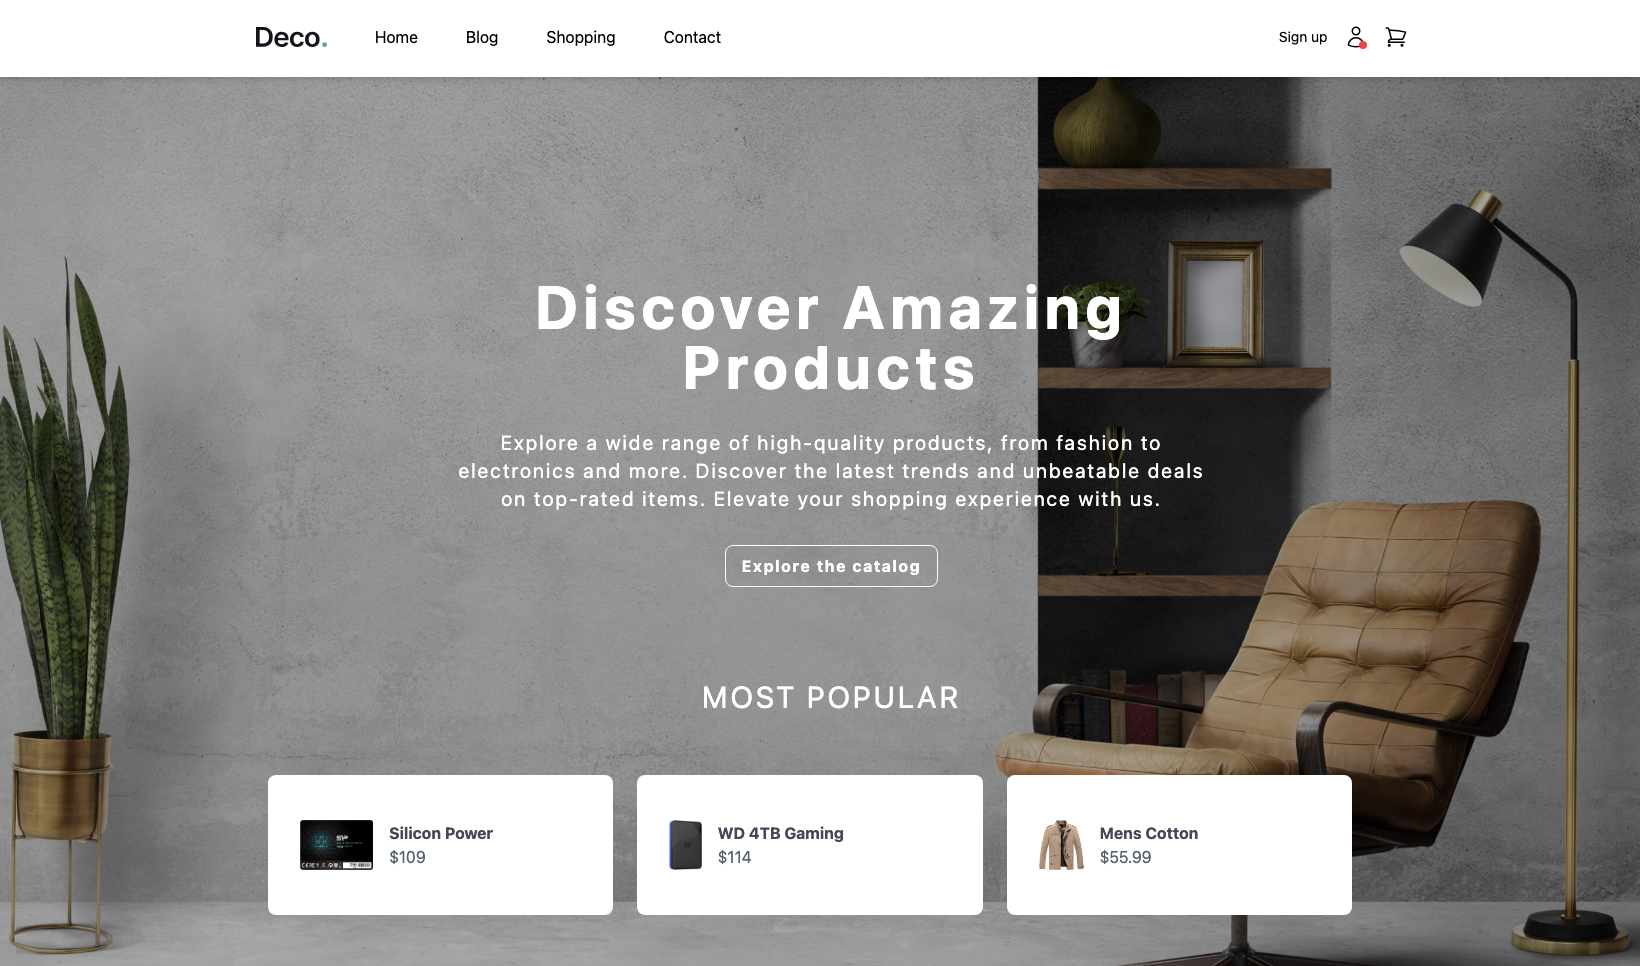 Deco.
Home
Blog
Shopping
Contact
Sign up
Discover Amazing
Products
Explore a wide range of high-quality products, from fashion to
electronics and more. Discover the latest trends and unbeatable deals
on top-rated items. Elevate your shopping experience with us.
Explore the catalog
MOST POPULAR
Silicon Power
$109
WD 4TB Gaming
$114
Mens Cotton
$55.99